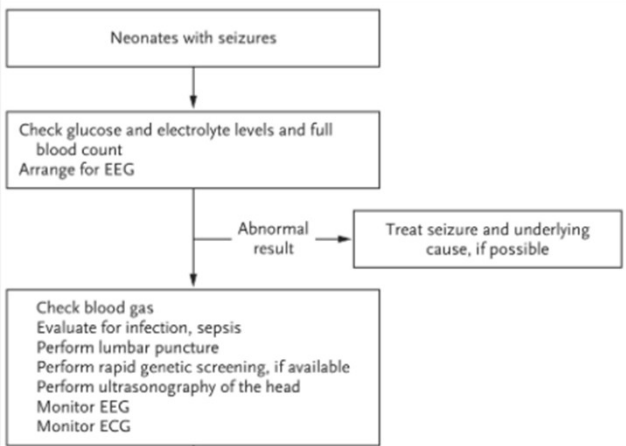 Neonates with seizures
Check glucose and electrolyte levels and full
blood count
Arrange for EEG
Abnormal
result
Treat seizure and underlying
cause, if possible
Check blood gas
Evaluate for infection, sepsis
Perform lumbar puncture
Perform rapid genetic screening, if available
Perform ultrasonography of the head
Monitor EEG
Monitor ECG